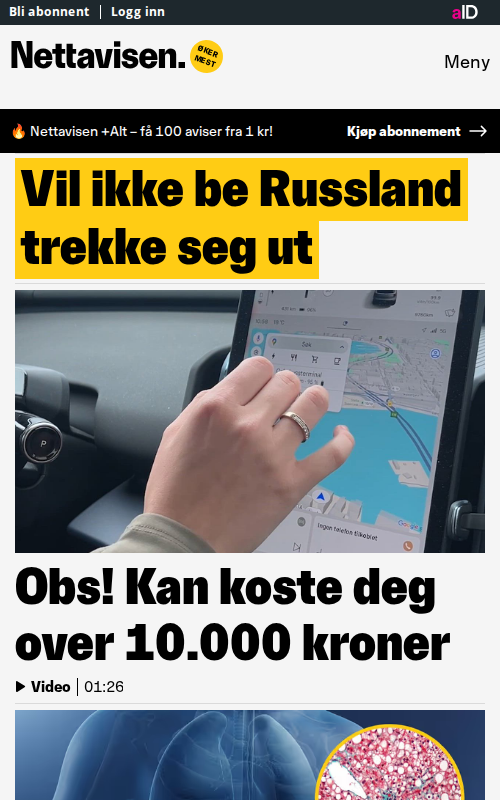 Bli abonnent
Logg inn
aID
Nettavisen.
ØKER
MEST
Meny
🔥 Nettavisen +Alt – få 100 aviser fra 1 kr!
Kjøp abonnement →
Vil ikke be Russland
trekke seg ut
Søk
P
Ingen telefon tilkoblet
Google
Obs! Kan koste deg
over 10.000 kroner
Video
01:26